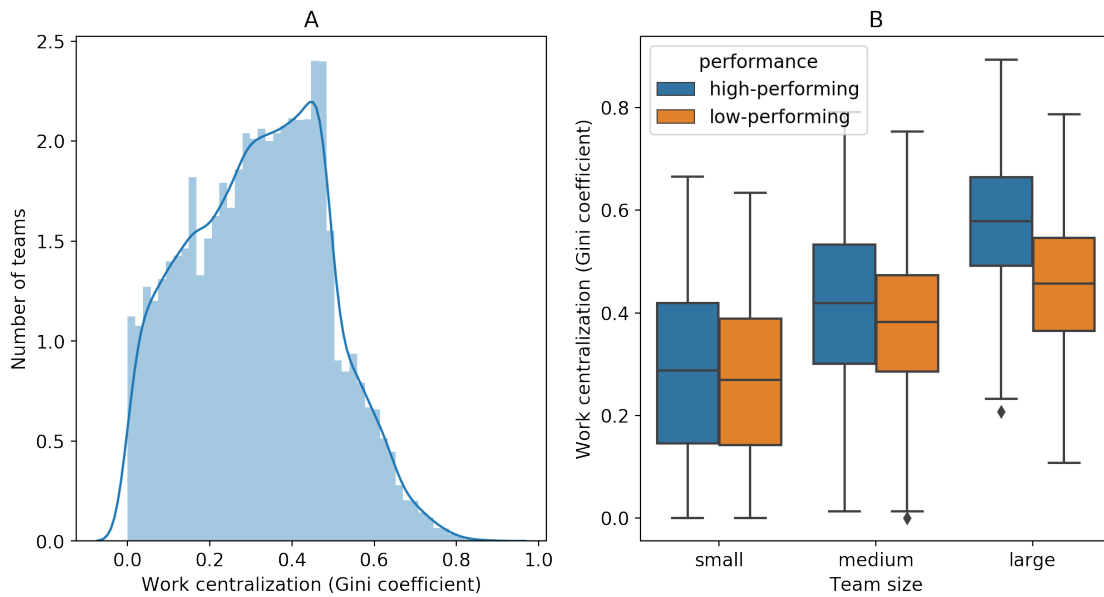 A
2.5
2.0
1.5
1.0
0.5
0.0
Number of teams
0.0 0.2 0.4 0.6 0.8 1.0
Work centralization (Gini coefficient)
B
performance
high-performing
low-performing
0.8
0.6
0.4
0.2
0.0
Work centralization (Gini coefficient)
small medium large
Team size